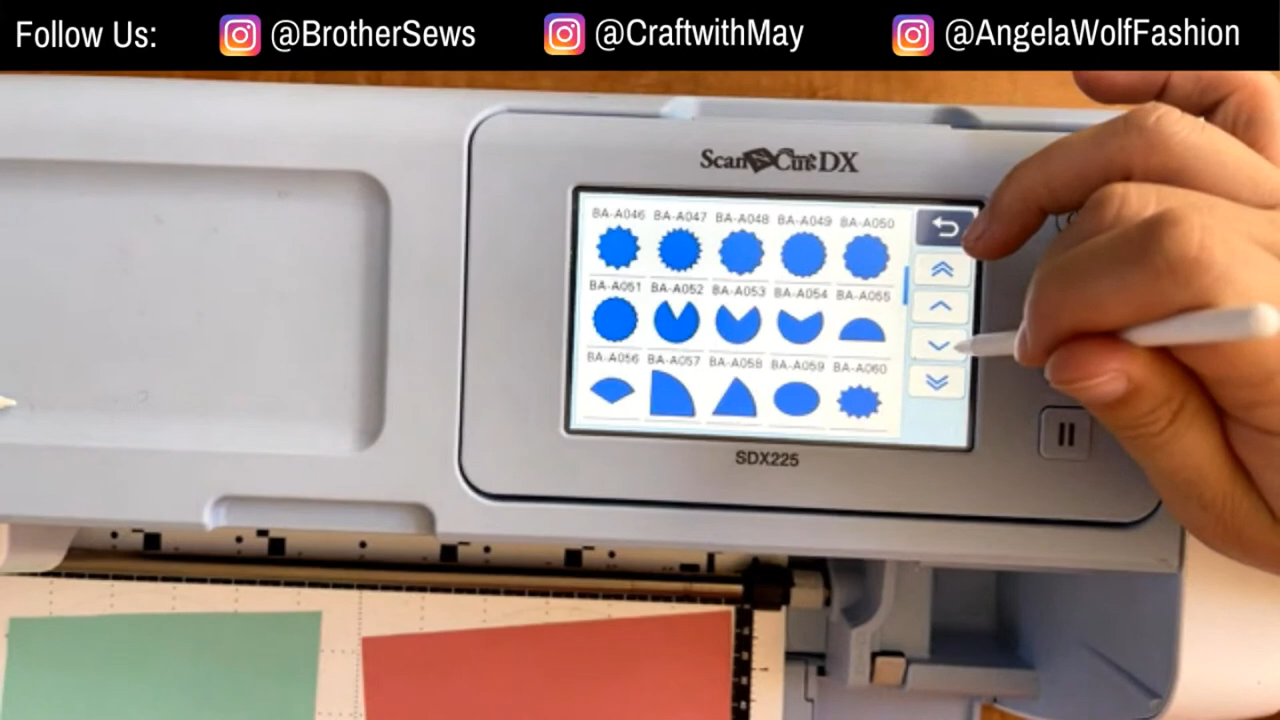 Follow Us: @BrotherSews @CraftwithMay @AngelaWolfFashion
ScanNCut DX
BA-A046 BA-A047 BA-A048 BA-A049 BA-A050
BA-A051 BA-A052 BA-A053 BA-A054 BA-A055
BA-A056 BA-A057 BA-A058 BA-A059 BA-A060
SDX225